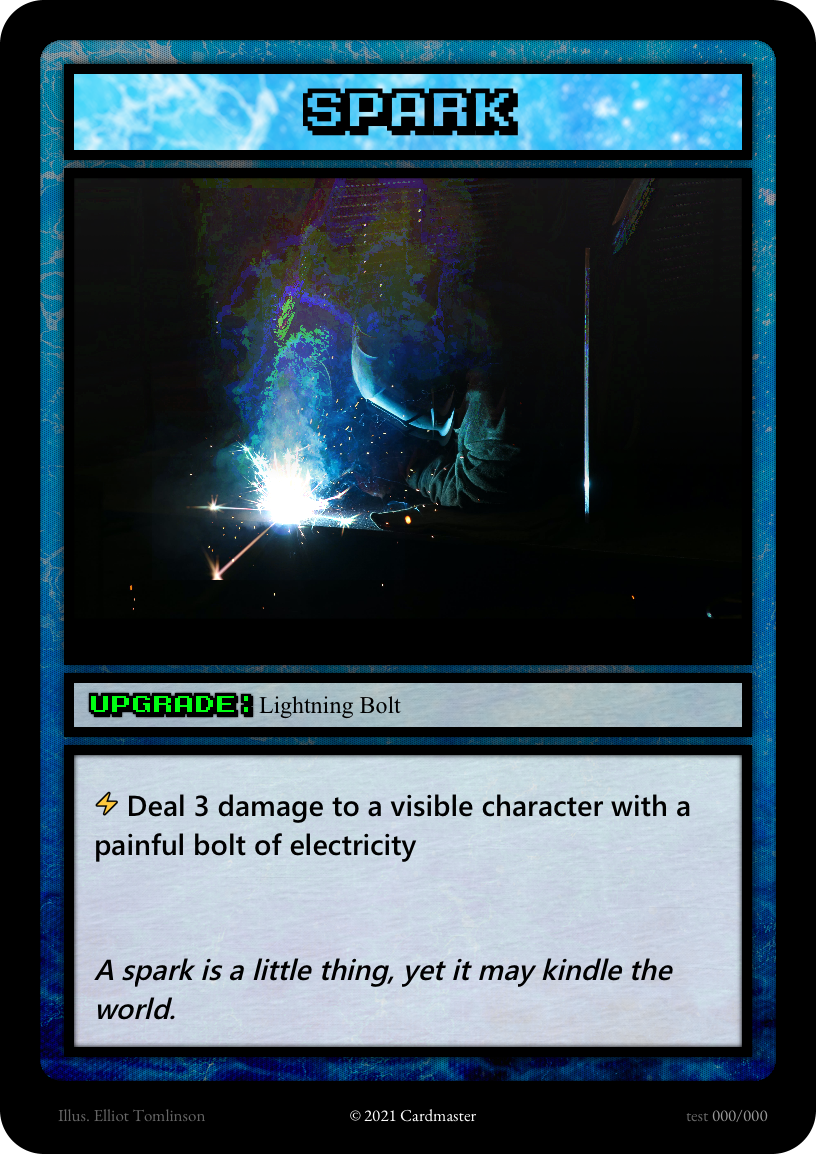 SPARK
UPGRADE: Lightning Bolt
⚡ Deal 3 damage to a visible character with a
painful bolt of electricity
A spark is a little thing, yet it may kindle the
world.
Illus. Elliot Tomlinson © 2021 Cardmaster test 000/000